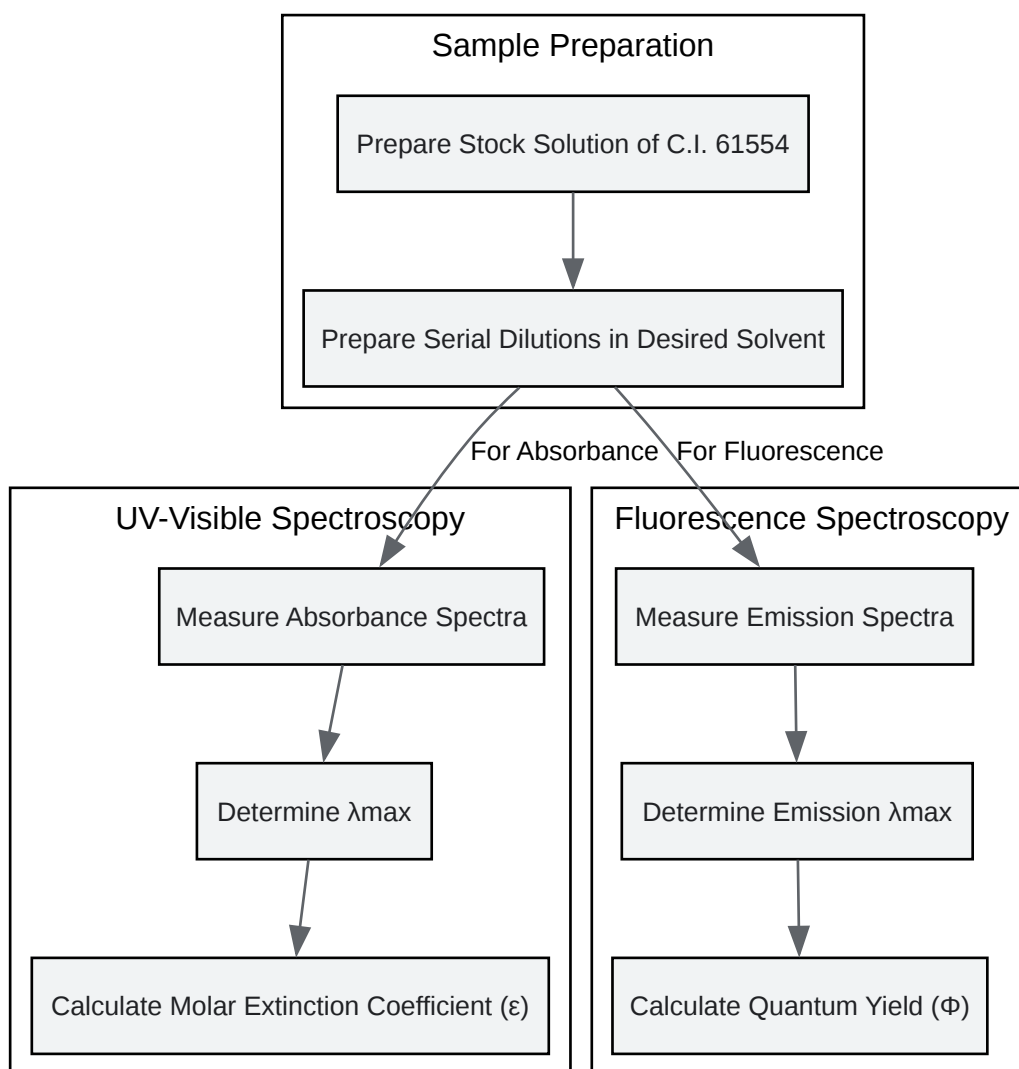 Sample Preparation
Prepare Stock Solution of C.I. 61554
Prepare Serial Dilutions in Desired Solvent
For Absorbance
For Fluorescence
UV-Visible Spectroscopy
Measure Absorbance Spectra
Determine λmax
Calculate Molar Extinction Coefficient (ε)
Fluorescence Spectroscopy
Measure Emission Spectra
Determine Emission λmax
Calculate Quantum Yield (Φ)